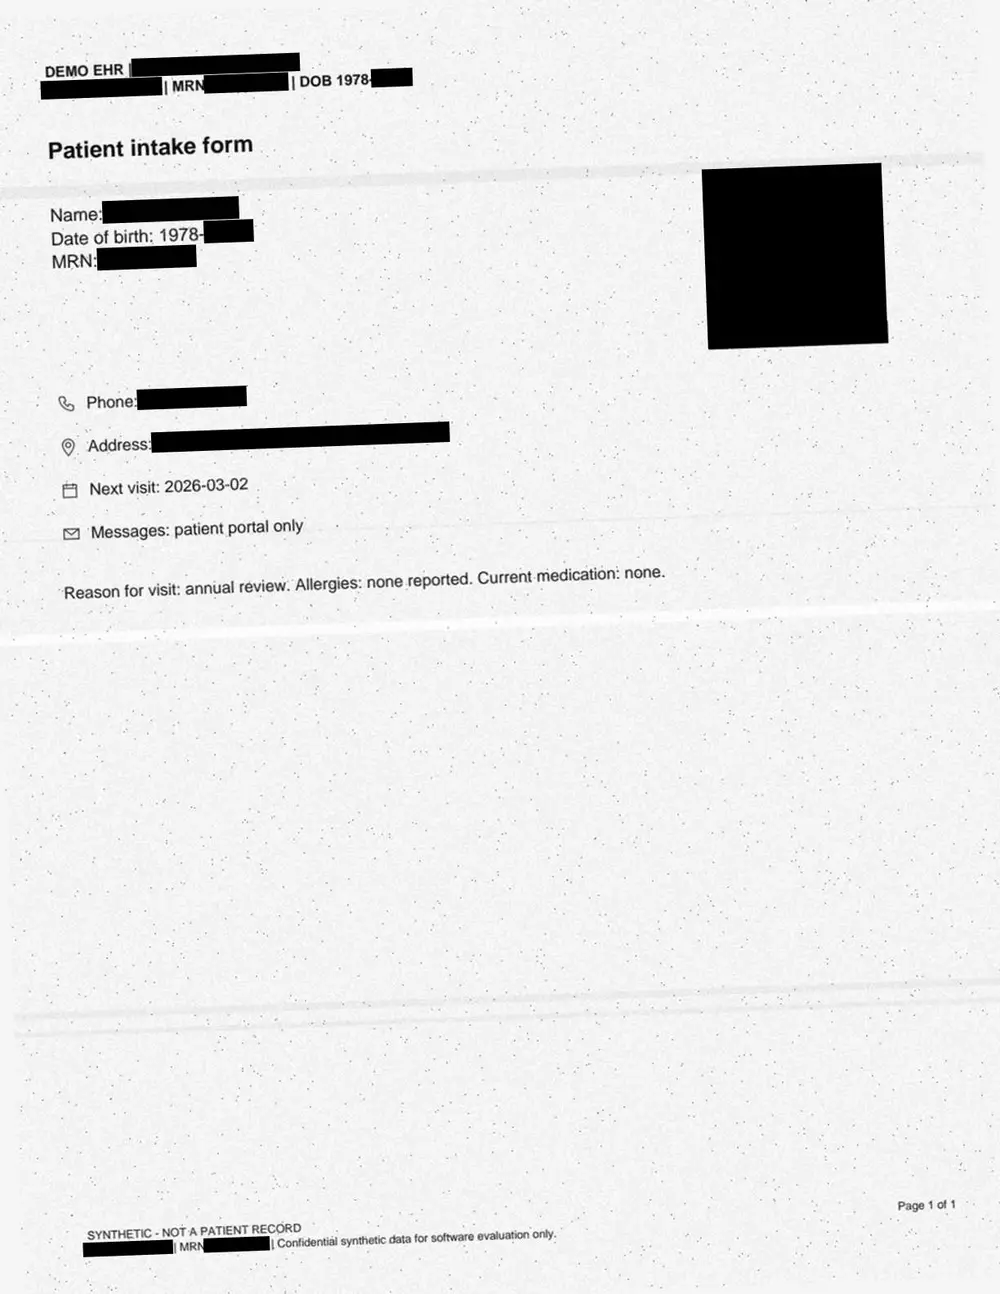 DEMO EHR |
| MRN | DOB 1978-
Patient intake form
Name:
Date of birth: 1978-
MRN:
Phone:
Address:
Next visit: 2026-03-02
Messages: patient portal only
Reason for visit: annual review. Allergies: none reported. Current medication: none.
Page 1 of 1
SYNTHETIC - NOT A PATIENT RECORD
| MRN | Confidential synthetic data for software evaluation only.